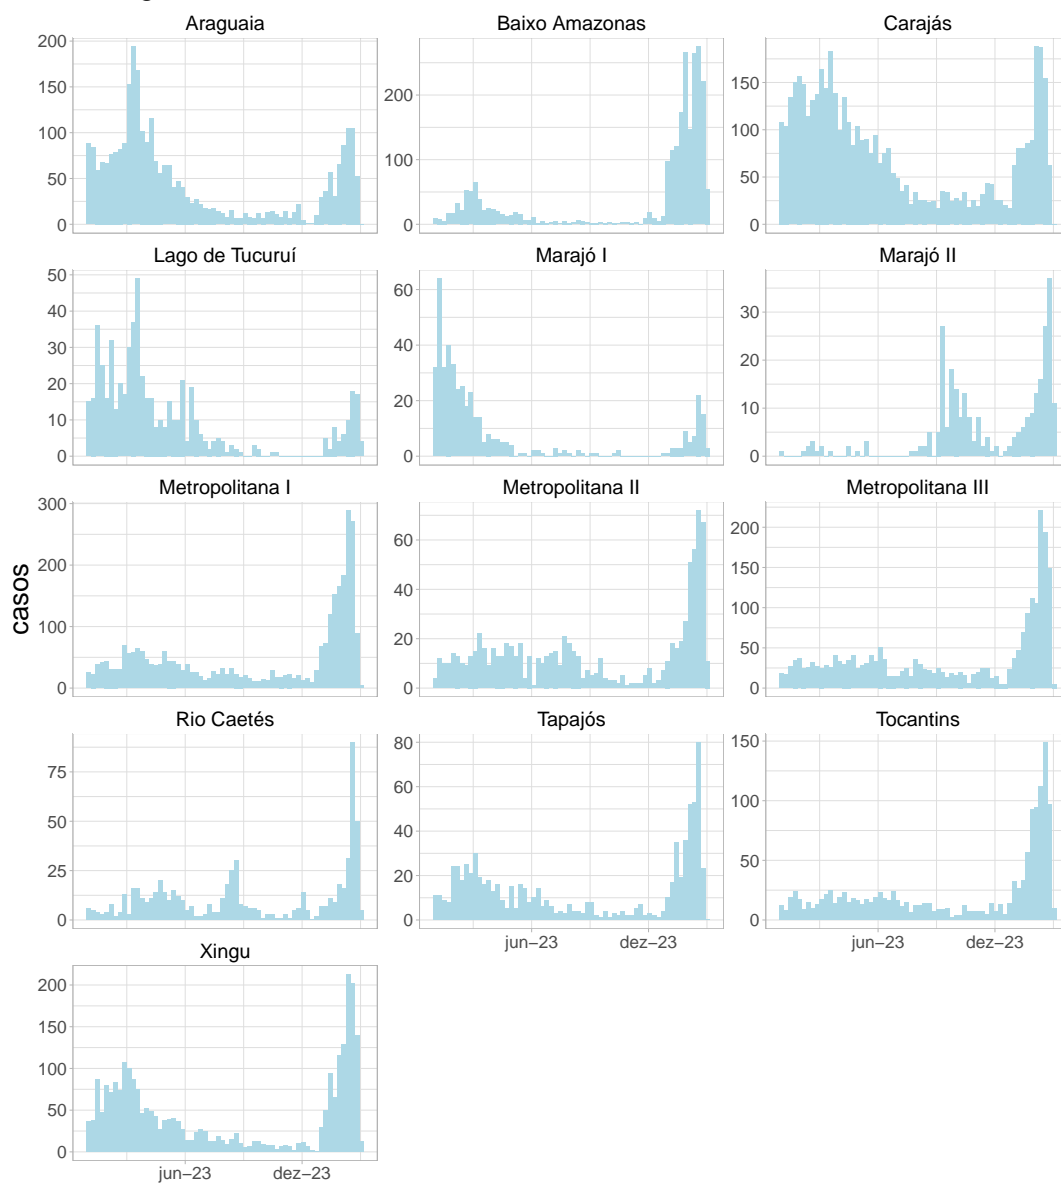 Araguaia
Baixo Amazonas
Carajás
200
150
100
50
0
200
100
0
150
100
50
0
Lago de Tucuruí
Marajó I
Marajó II
50
40
30
20
10
0
60
40
20
0
30
20
10
0
Metropolitana I
Metropolitana II
Metropolitana III
casos
300
200
100
0
60
40
20
0
200
150
100
50
0
Rio Caetés
Tapajós
Tocantins
75
50
25
0
80
60
40
20
0
150
100
50
0
jun−23
dez−23
jun−23
dez−23
Xingu
200
150
100
50
0
jun−23
dez−23